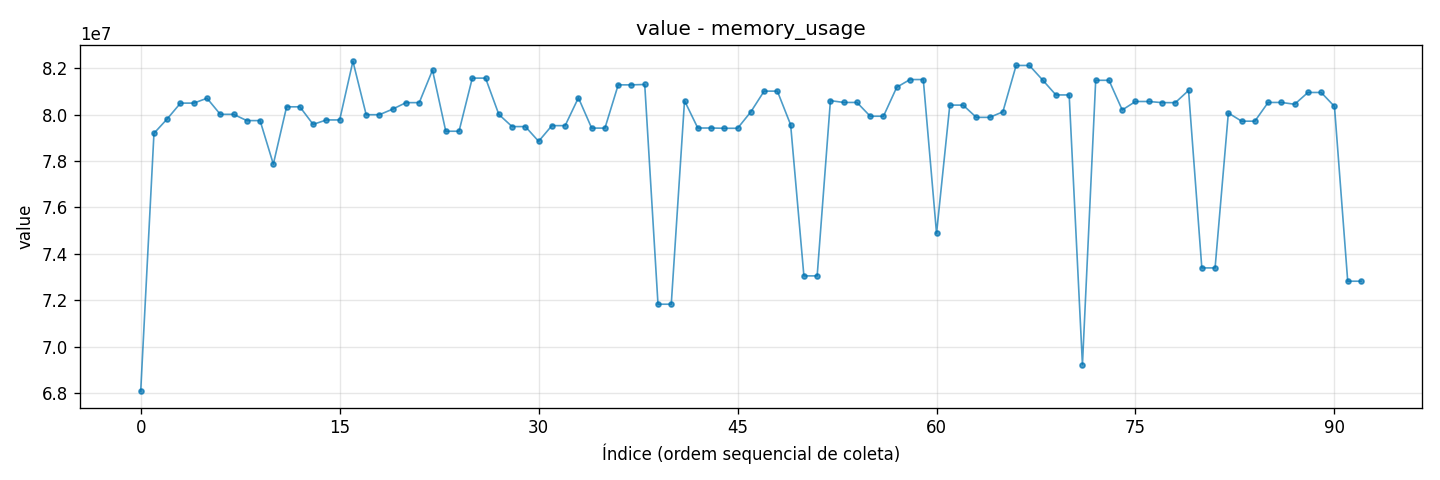 value - memory_usage
1e7
8.2
8.0
7.8
7.6
7.4
7.2
7.0
6.8
value
0 15 30 45 60 75 90
Índice (ordem sequencial de coleta)